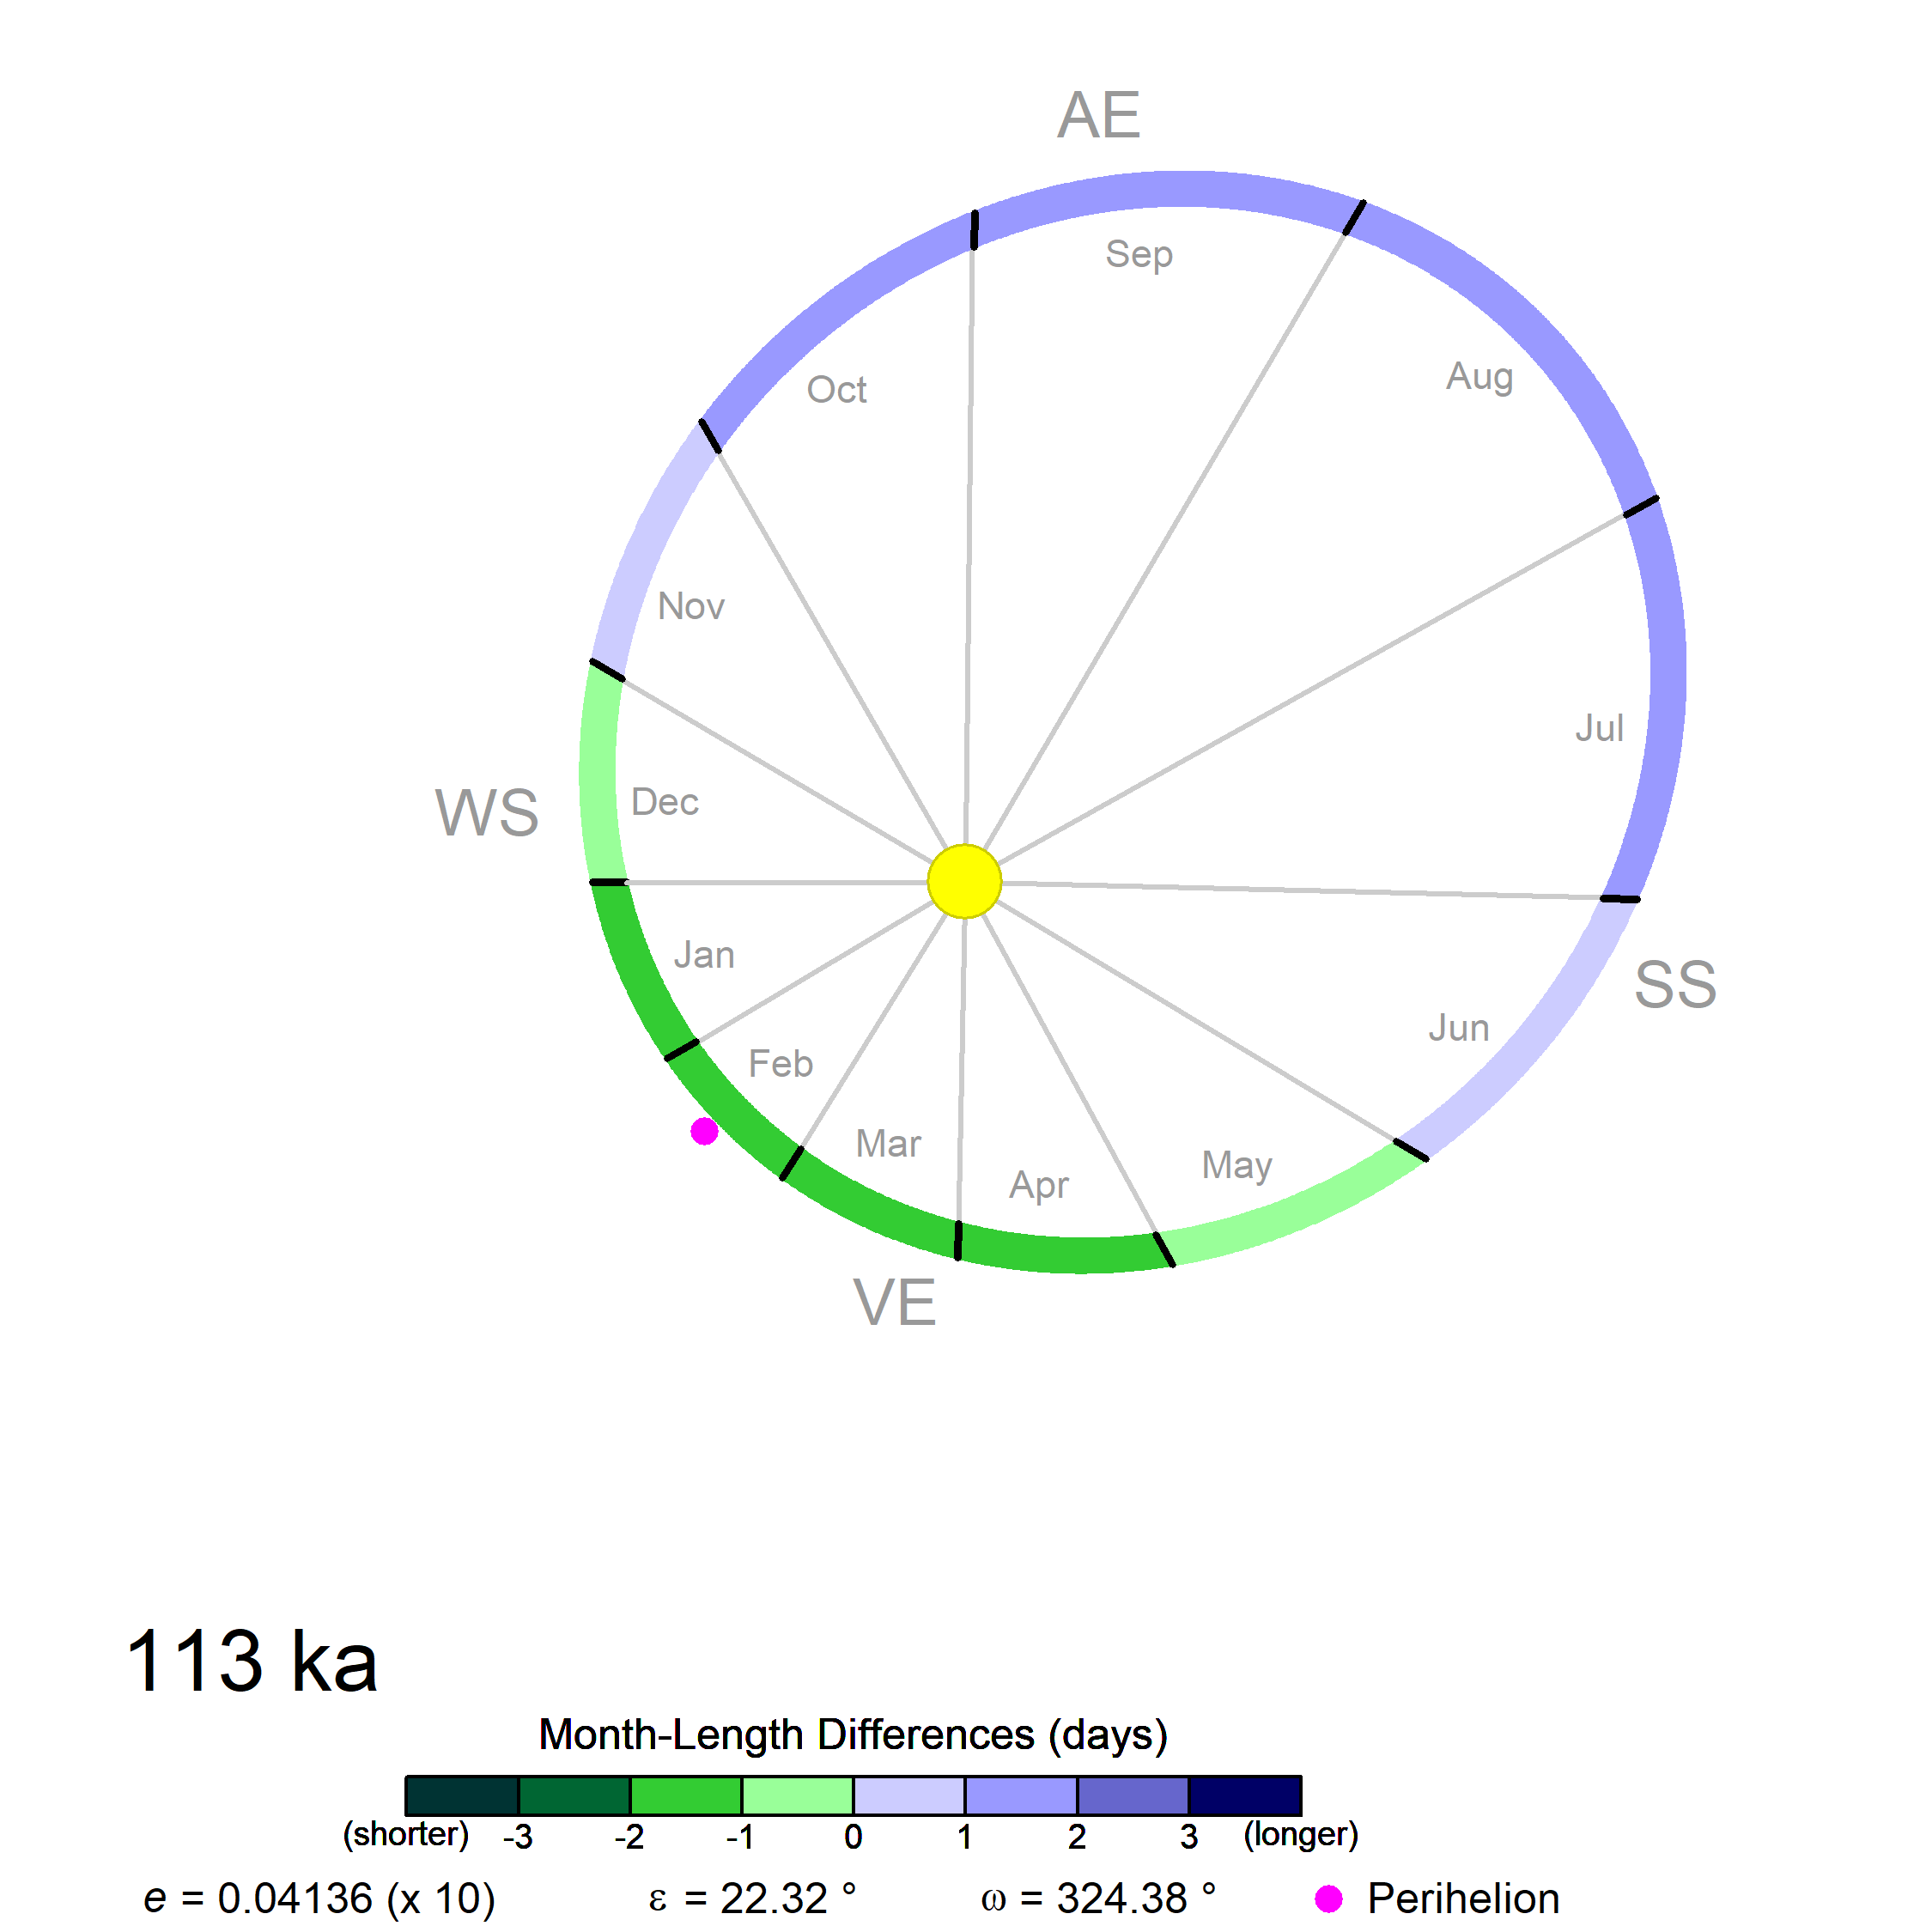 AE
Sep
Aug
Oct
Nov
Jul
WS
Dec
Jan
SS
Jun
Feb
Mar
May
Apr
VE
113 ka
Month-Length Differences (days)
(shorter) -3 -2 -1 0 1 2 3 (longer)
e = 0.04136 (x 10) ε = 22.32 ° ω = 324.38 ° Perihelion